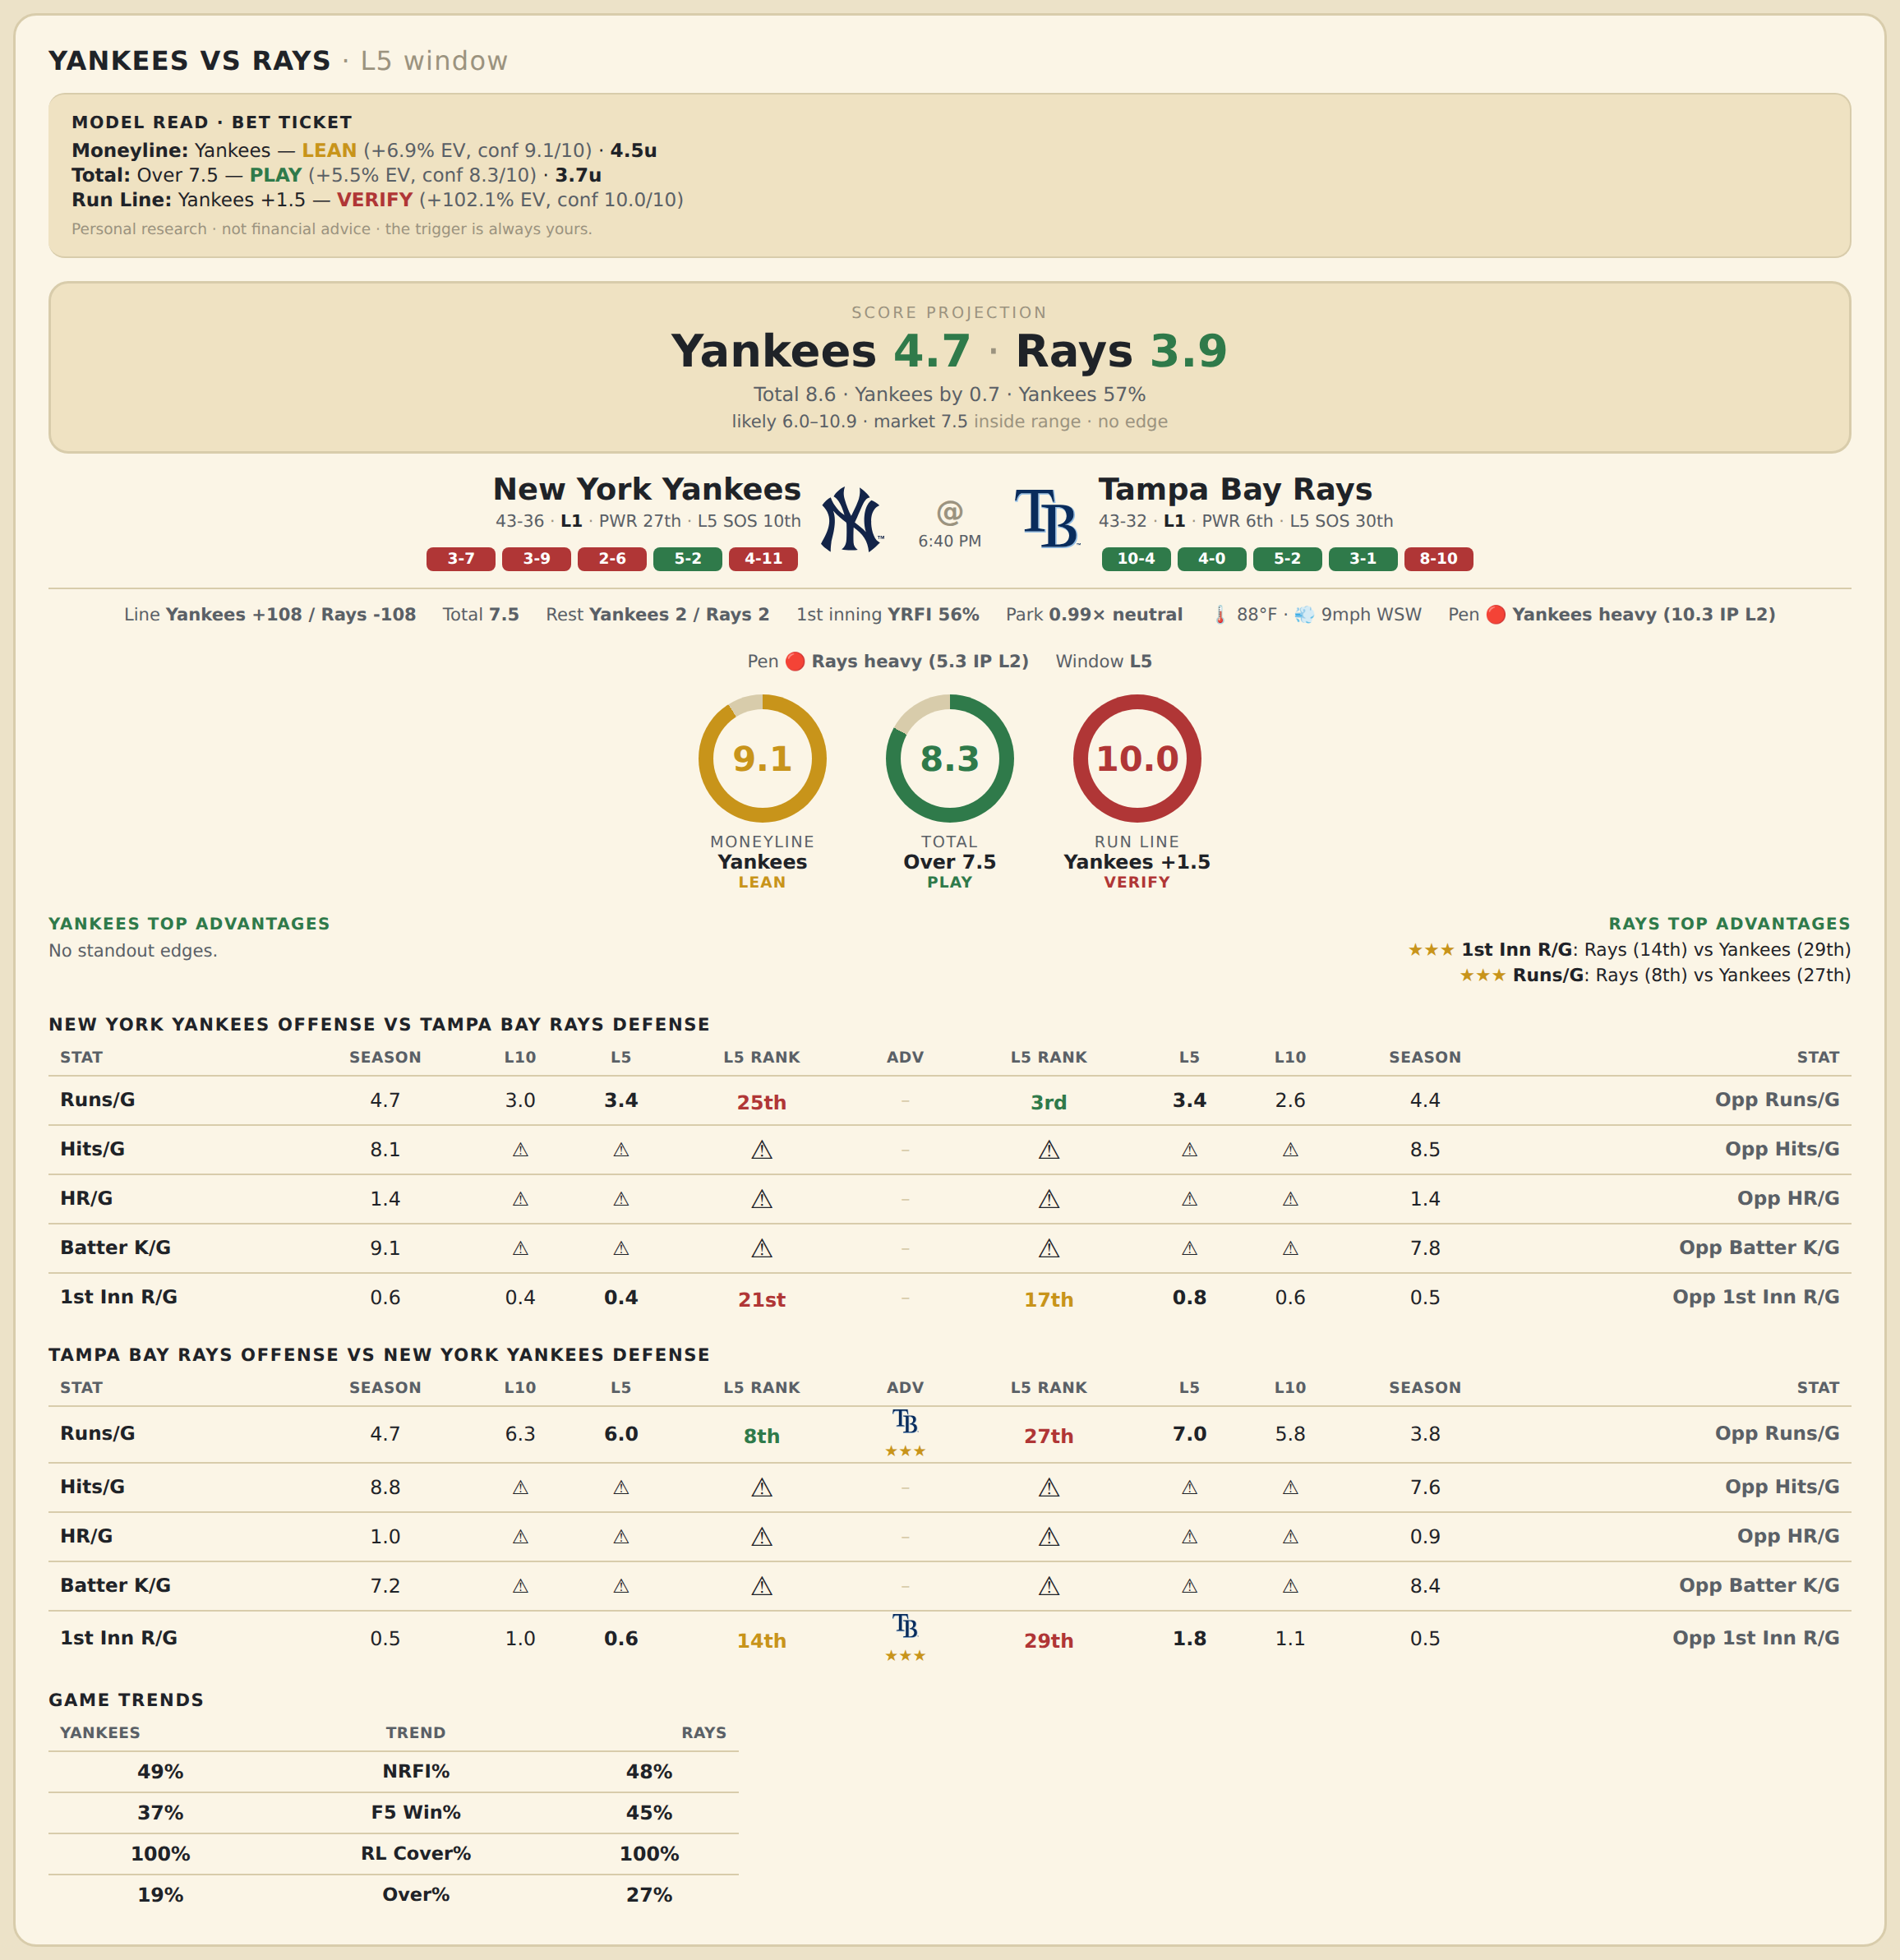 YANKEES VS RAYS · L5 window
MODEL READ · BET TICKET
Moneyline: Yankees — LEAN (+6.9% EV, conf 9.1/10) · 4.5u
Total: Over 7.5 — PLAY (+5.5% EV, conf 8.3/10) · 3.7u
Run Line: Yankees +1.5 — VERIFY (+102.1% EV, conf 10.0/10)
Personal research · not financial advice · the trigger is always yours.
SCORE PROJECTION
Yankees 4.7 · Rays 3.9
Total 8.6 · Yankees by 0.7 · Yankees 57%
likely 6.0–10.9 · market 7.5 inside range · no edge
New York Yankees
43-36 · L1 · PWR 27th · L5 SOS 10th
3-7 3-9 2-6 5-2 4-11
NY ™
@
6:40 PM
TB
Tampa Bay Rays
43-32 · L1 · PWR 6th · L5 SOS 30th
10-4 4-0 5-2 3-1 8-10
Line Yankees +108 / Rays -108 Total 7.5 Rest Yankees 2 / Rays 2 1st inning YRFI 56% Park 0.99× neutral 🌡️ 88°F · 💨 9mph WSW Pen 🔴 Yankees heavy (10.3 IP L2)
Pen 🔴 Rays heavy (5.3 IP L2) Window L5
9.1 8.3 10.0
MONEYLINE TOTAL RUN LINE
Yankees Over 7.5 Yankees +1.5
LEAN PLAY VERIFY
YANKEES TOP ADVANTAGES
No standout edges.
RAYS TOP ADVANTAGES
★★★ 1st Inn R/G: Rays (14th) vs Yankees (29th)
★★★ Runs/G: Rays (8th) vs Yankees (27th)
NEW YORK YANKEES OFFENSE VS TAMPA BAY RAYS DEFENSE
STAT SEASON L10 L5 L5 RANK ADV L5 RANK L5 L10 SEASON STAT
Runs/G 4.7 3.0 3.4 25th – 3rd 3.4 2.6 4.4 Opp Runs/G
Hits/G 8.1 ⚠ ⚠ ⚠ – ⚠ ⚠ ⚠ 8.5 Opp Hits/G
HR/G 1.4 ⚠ ⚠ ⚠ – ⚠ ⚠ ⚠ 1.4 Opp HR/G
Batter K/G 9.1 ⚠ ⚠ ⚠ – ⚠ ⚠ ⚠ 7.8 Opp Batter K/G
1st Inn R/G 0.6 0.4 0.4 21st – 17th 0.8 0.6 0.5 Opp 1st Inn R/G
TAMPA BAY RAYS OFFENSE VS NEW YORK YANKEES DEFENSE
STAT SEASON L10 L5 L5 RANK ADV L5 RANK L5 L10 SEASON STAT
Runs/G 4.7 6.3 6.0 8th TB ★★★ 27th 7.0 5.8 3.8 Opp Runs/G
Hits/G 8.8 ⚠ ⚠ ⚠ – ⚠ ⚠ ⚠ 7.6 Opp Hits/G
HR/G 1.0 ⚠ ⚠ ⚠ – ⚠ ⚠ ⚠ 0.9 Opp HR/G
Batter K/G 7.2 ⚠ ⚠ ⚠ – ⚠ ⚠ ⚠ 8.4 Opp Batter K/G
1st Inn R/G 0.5 1.0 0.6 14th TB ★★★ 29th 1.8 1.1 0.5 Opp 1st Inn R/G
GAME TRENDS
YANKEES TREND RAYS
49% NRFI% 48%
37% F5 Win% 45%
100% RL Cover% 100%
19% Over% 27%